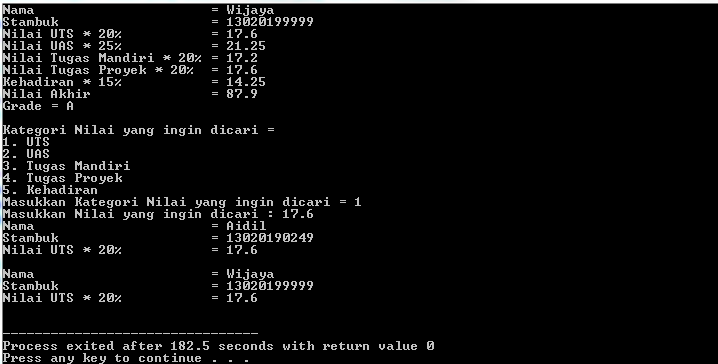 Nama = Wijaya
Stambuk = 13020199999
Nilai UTS * 20% = 17.6
Nilai UAS * 25% = 21.25
Nilai Tugas Mandiri * 20% = 17.2
Nilai Tugas Proyek * 20% = 17.6
Kehadiran * 15% = 14.25
Nilai Akhir = 87.9
Grade = A
Kategori Nilai yang ingin dicari =
1. UTS
2. UAS
3. Tugas Mandiri
4. Tugas Proyek
5. Kehadiran
Masukkan Kategori Nilai yang ingin dicari = 1
Masukkan Nilai yang ingin dicari : 17.6
Nama = Aidil
Stambuk = 13020190249
Nilai UTS * 20% = 17.6
Nama = Wijaya
Stambuk = 13020199999
Nilai UTS * 20% = 17.6
--------------------------------
Process exited after 182.5 seconds with return value 0
Press any key to continue . . .